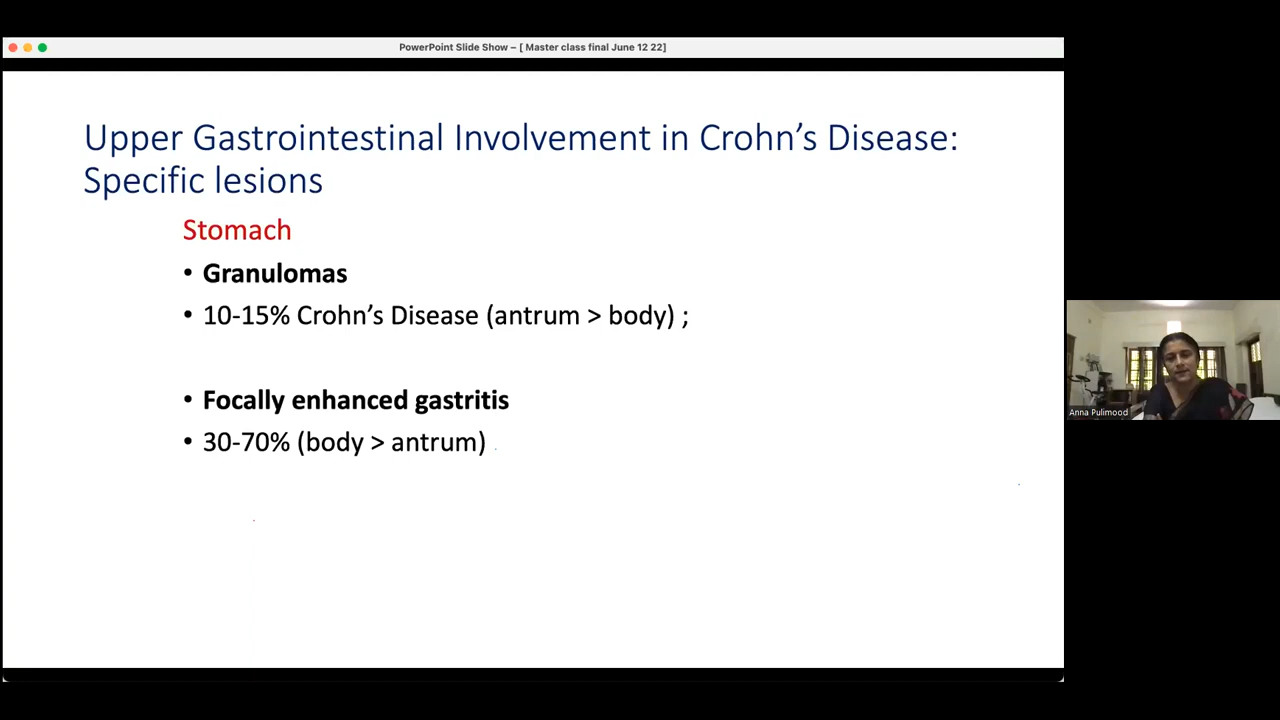 PowerPoint Slide Show – [ Master class final June 12 22]
Upper Gastrointestinal Involvement in Crohn’s Disease:
Specific lesions
Stomach
• Granulomas
• 10-15% Crohn’s Disease (antrum > body) ;
• Focally enhanced gastritis
• 30-70% (body > antrum)
Anna Pulimood